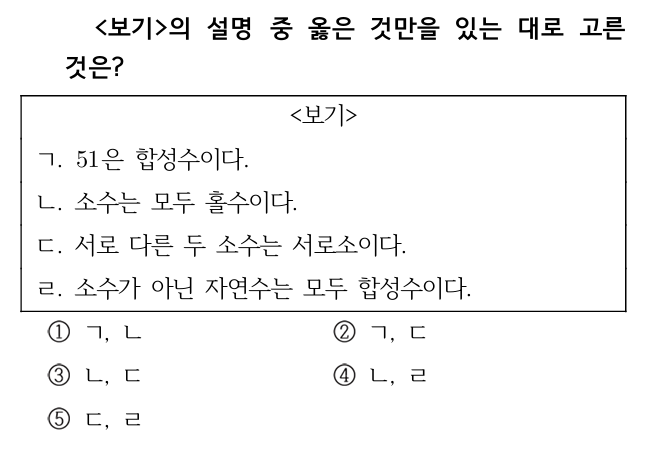 <보기>의 설명 중 옳은 것만을 있는 대로 고른
것은?
<보기>
ㄱ. 51은 합성수이다.
ㄴ. 소수는 모두 홀수이다.
ㄷ. 서로 다른 두 소수는 서로소이다.
ㄹ. 소수가 아닌 자연수는 모두 합성수이다.
① ㄱ, ㄴ ② ㄱ, ㄷ
③ ㄴ, ㄷ ④ ㄴ, ㄹ
⑤ ㄷ, ㄹ